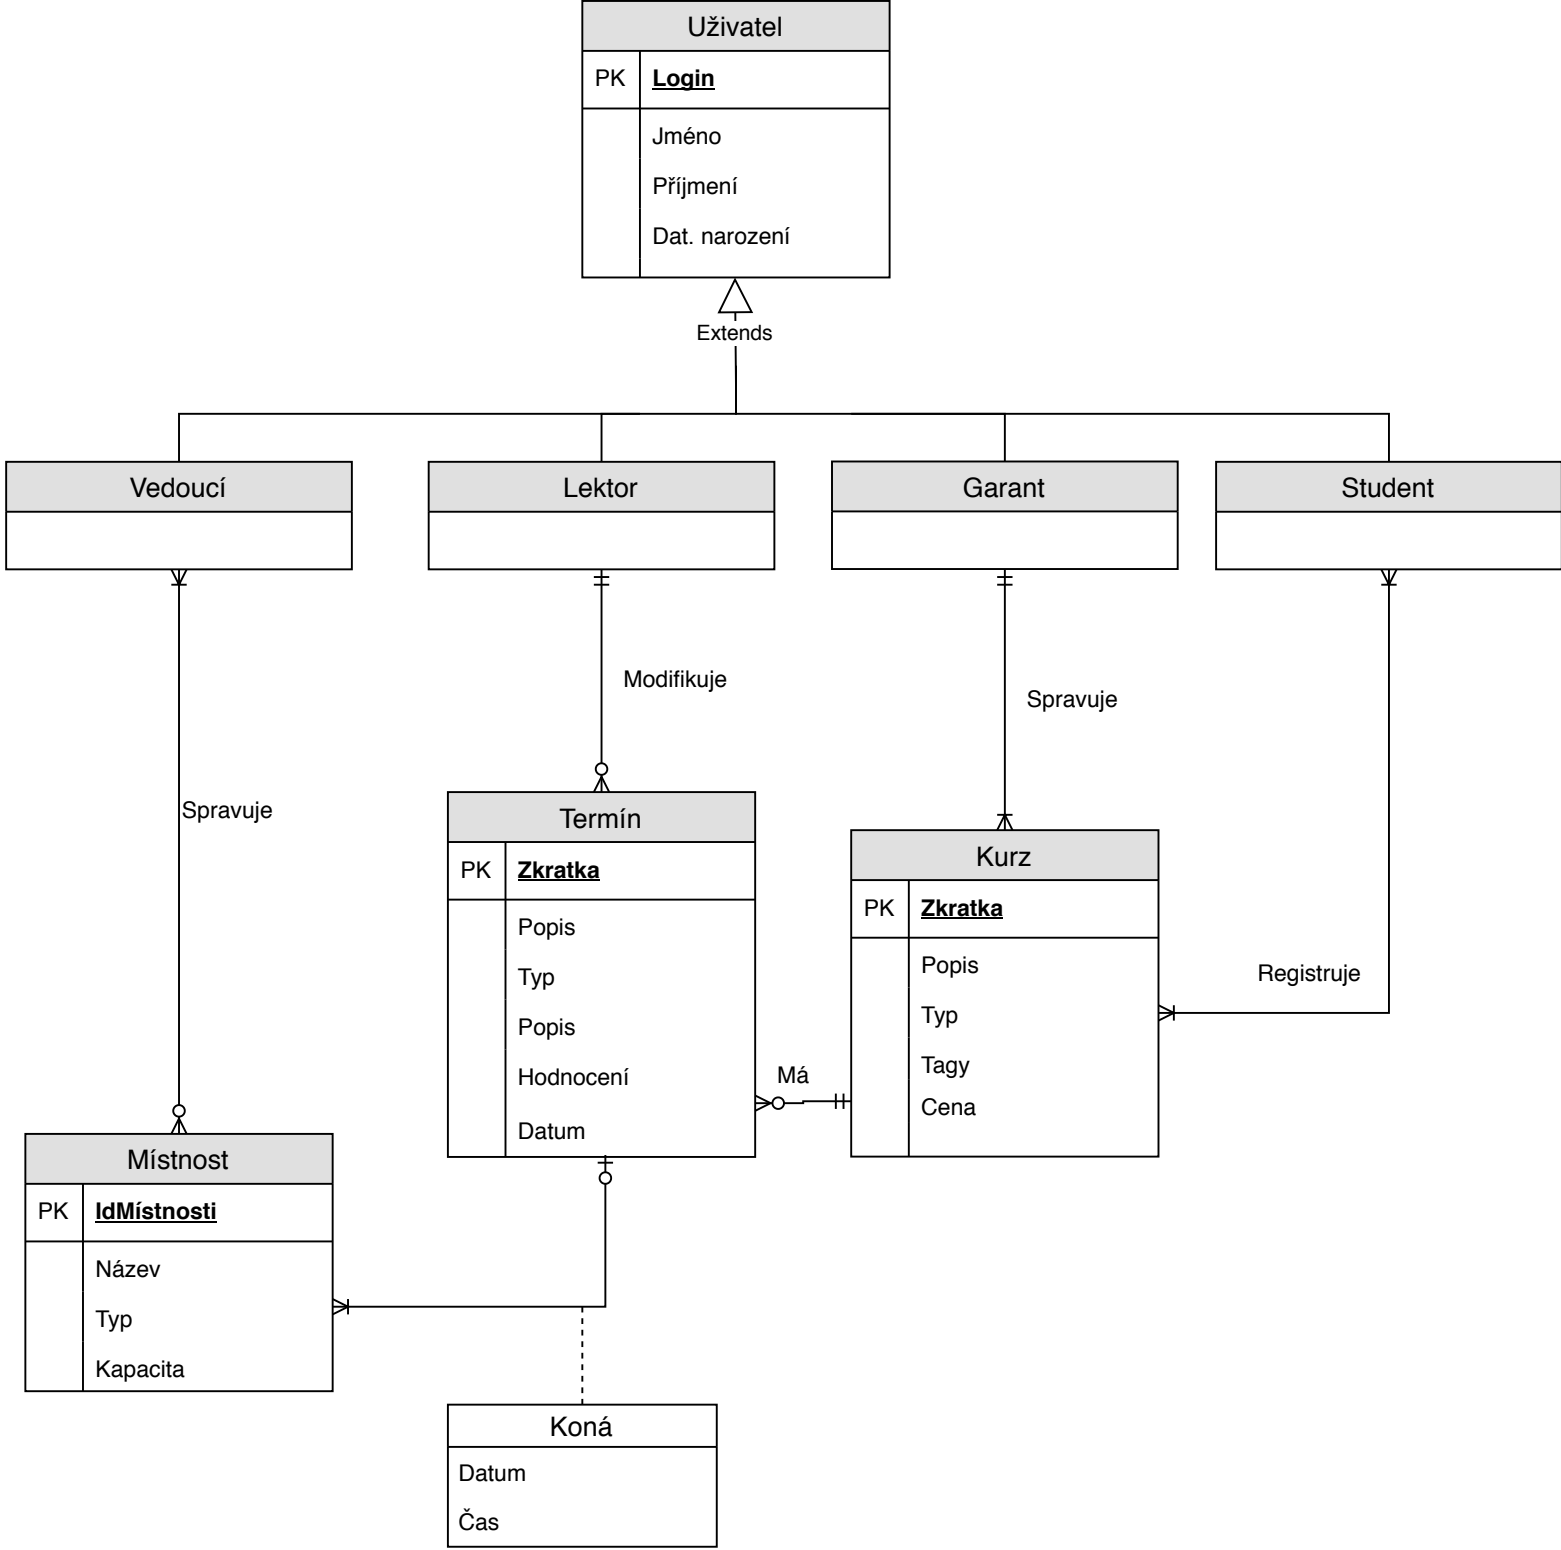 Uživatel
PK Login
Jméno
Příjmení
Dat. narození
Extends
Vedoucí
Lektor
Garant
Student
Modifikuje
Spravuje
Spravuje
Termín
PK Zkratka
Popis
Typ
Popis
Hodnocení
Datum
Kurz
PK Zkratka
Popis
Typ
Tagy
Cena
Registruje
Má
Místnost
PK IdMístnosti
Název
Typ
Kapacita
Koná
Datum
Čas